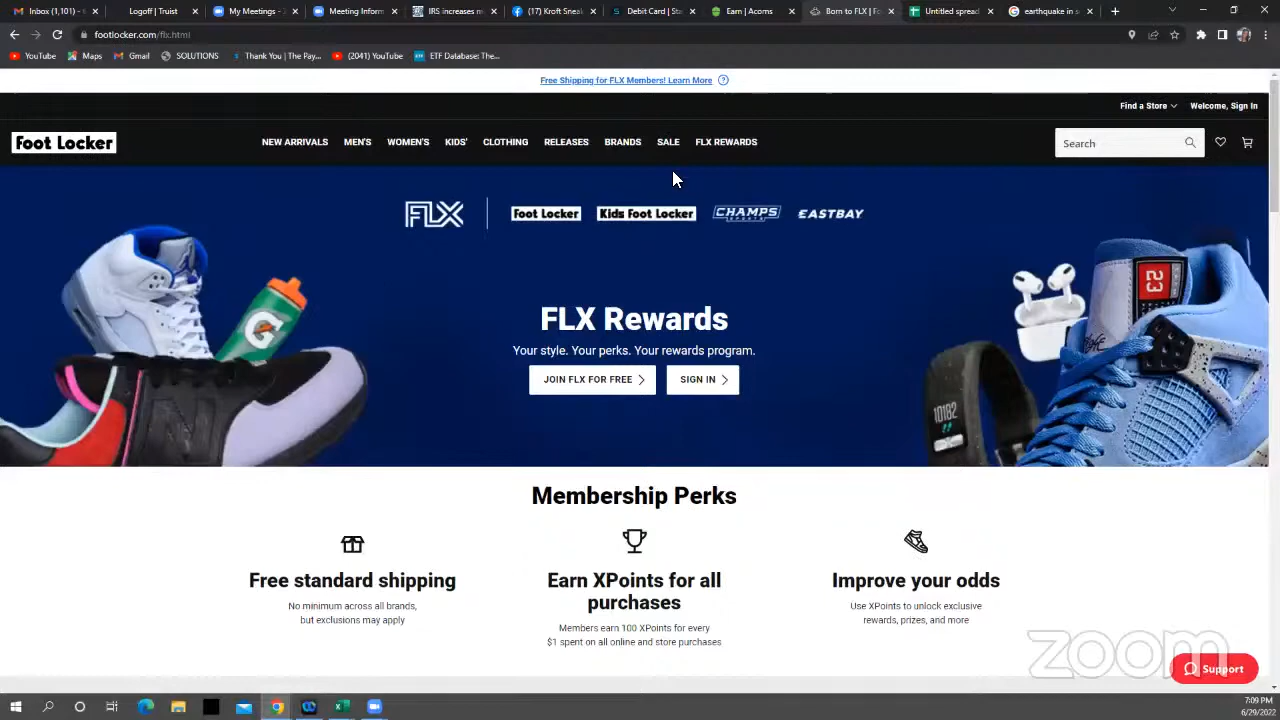 Inbox (1,101) - c
Logoff | Truist
My Meetings - Z
Meeting Inform
IRS increases m
(17) Kroft Sneak
Debit Card | Sta
Earn | Acorns
Born to FLX | Fo
Untitled spread
earthquake in s
footlocker.com/flx.html
YouTube
Maps
Gmail
SOLUTIONS
Thank You | The Pay...
(2041) YouTube
ETF Database: The...
Free Shipping for FLX Members! Learn More ?
Find a Store
Welcome, Sign In
Foot Locker
NEW ARRIVALS MEN'S WOMEN'S KIDS' CLOTHING RELEASES BRANDS SALE FLX REWARDS
Search
FLX
Foot Locker
Kids Foot Locker
CHAMPS SPORTS
EASTBAY
23
G
10162
FLX Rewards
Your style. Your perks. Your rewards program.
JOIN FLX FOR FREE
SIGN IN
Membership Perks
Free standard shipping
No minimum across all brands,
but exclusions may apply
Earn XPoints for all
purchases
Members earn 100 XPoints for every
$1 spent on all online and store purchases
Improve your odds
Use XPoints to unlock exclusive
rewards, prizes, and more
zoom
Support
7:09 PM
6/29/2022